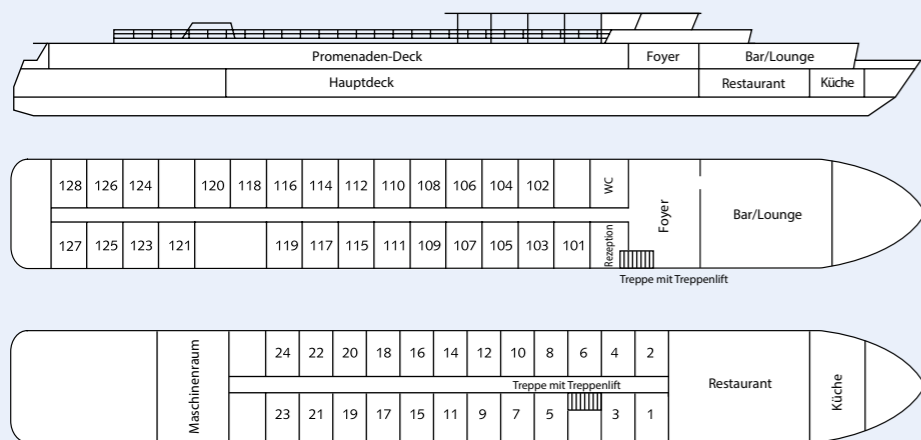 Promenaden-Deck Foyer Bar/Lounge
Hauptdeck Restaurant Küche
128 126 124 120 118 116 114 112 110 108 106 104 102 WC
Foyer
Bar/Lounge
127 125 123 121 119 117 115 111 109 107 105 103 101 Rezeption
Treppe mit Treppenlift
Maschinenraum
24 22 20 18 16 14 12 10 8 6 4 2
Treppe mit Treppenlift
Restaurant
Küche
23 21 19 17 15 11 9 7 5 3 1